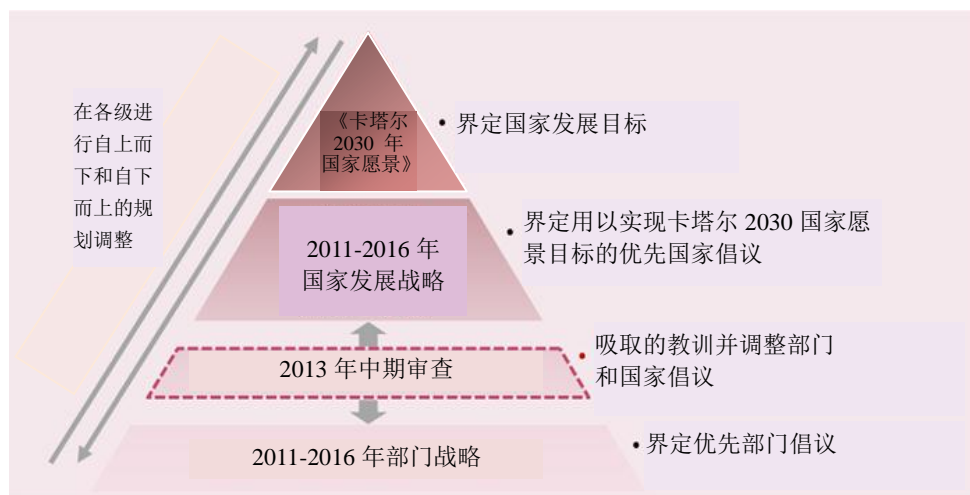 在各级进
行自上而
下和自下
而上的规
划调整
《卡塔尔
2030 年
国家愿景》
• 界定国家发展目标
2011-2016 年
国家发展战略
• 界定用以实现卡塔尔 2030 国家愿
景目标的优先国家倡议
2013 年中期审查
• 吸取的教训并调整部门
和国家倡议
2011-2016 年部门战略
• 界定优先部门倡议